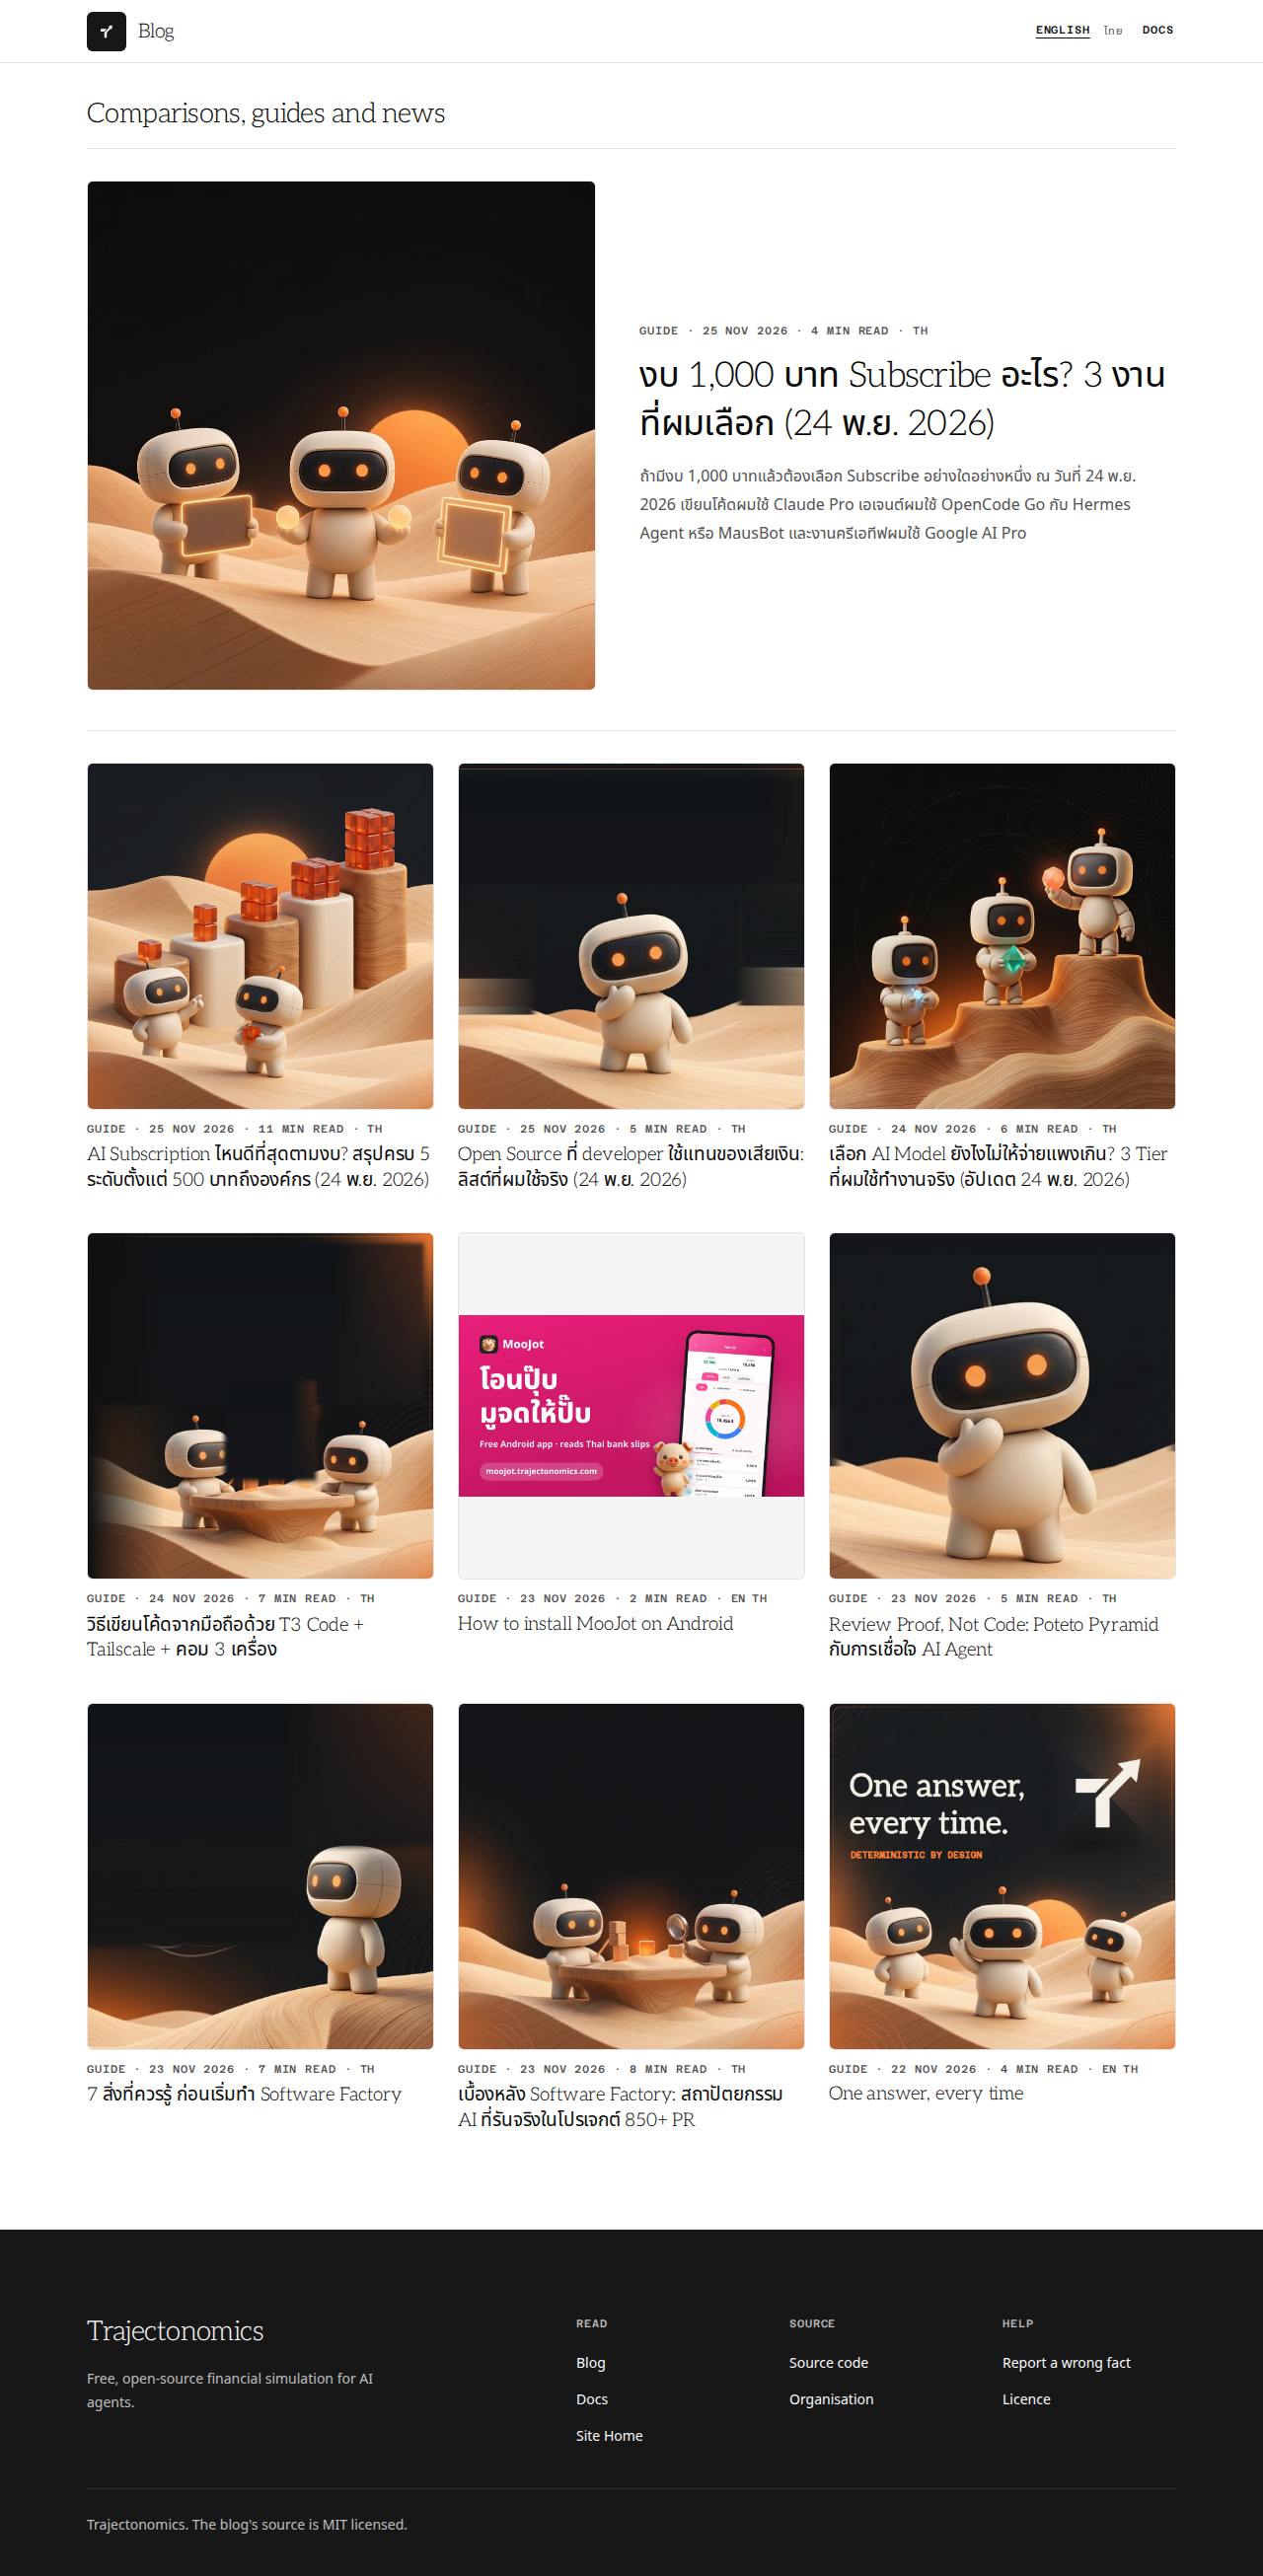 Blog
ENGLISH ไทย DOCS
Comparisons, guides and news
GUIDE · 25 NOV 2026 · 4 MIN READ · TH
งบ 1,000 บาท Subscribe อะไร? 3 งาน
ที่ผมเลือก (24 พ.ย. 2026)
ถ้ามีงบ 1,000 บาทแล้วต้องเลือก Subscribe อย่างใดอย่างหนึ่ง ณ วันที่ 24 พ.ย.
2026 เขียนโค้ดผมใช้ Claude Pro เอเจนต์ผมใช้ OpenCode Go กับ Hermes
Agent หรือ MausBot และงานครีเอทีฟผมใช้ Google AI Pro
GUIDE · 25 NOV 2026 · 11 MIN READ · TH
AI Subscription ไหนดีที่สุดตามงบ? สรุปครบ 5
ระดับตั้งแต่ 500 บาทถึงองค์กร (24 พ.ย. 2026)
GUIDE · 25 NOV 2026 · 5 MIN READ · TH
Open Source ที่ developer ใช้แทนของเสียเงิน:
ลิสต์ที่ผมใช้จริง (24 พ.ย. 2026)
GUIDE · 24 NOV 2026 · 6 MIN READ · TH
เลือก AI Model ยังไงไม่ให้จ่ายแพงเกิน? 3 Tier
ที่ผมใช้ทำงานจริง (อัปเดต 24 พ.ย. 2026)
MooJot
โอนปุ๊บ
มูจดให้ปั๊บ
Free Android app · reads Thai bank slips
moojot.trajectonomics.com
GUIDE · 24 NOV 2026 · 7 MIN READ · TH
วิธีเขียนโค้ดจากมือถือด้วย T3 Code +
Tailscale + คอม 3 เครื่อง
GUIDE · 23 NOV 2026 · 2 MIN READ · EN TH
How to install MooJot on Android
GUIDE · 23 NOV 2026 · 5 MIN READ · TH
Review Proof, Not Code: Poteto Pyramid
กับการเชื่อใจ AI Agent
One answer,
every time.
DETERMINISTIC BY DESIGN
GUIDE · 23 NOV 2026 · 7 MIN READ · TH
7 สิ่งที่ควรรู้ ก่อนเริ่มทำ Software Factory
GUIDE · 23 NOV 2026 · 8 MIN READ · TH
เบื้องหลัง Software Factory: สถาปัตยกรรม
AI ที่รันจริงในโปรเจกต์ 850+ PR
GUIDE · 22 NOV 2026 · 4 MIN READ · EN TH
One answer, every time
Trajectonomics
Free, open-source financial simulation for AI
agents.
READ
Blog
Docs
Site Home
SOURCE
Source code
Organisation
HELP
Report a wrong fact
Licence
Trajectonomics. The blog's source is MIT licensed.